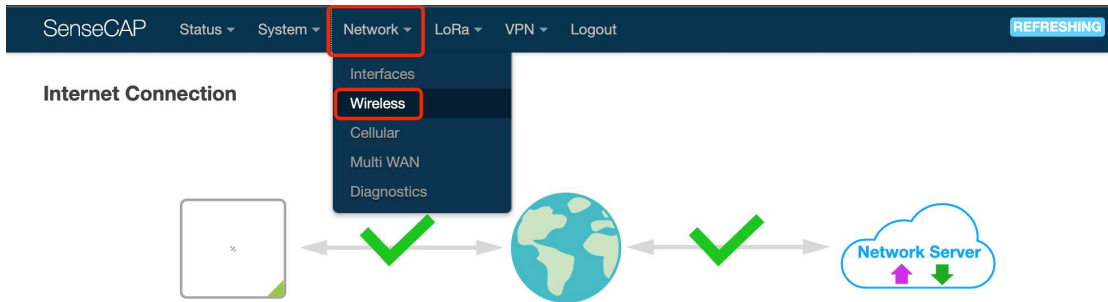 SenseCAP Status System Network LoRa VPN Logout REFRESHING
Interfaces
Internet Connection
Wireless
Cellular
Multi WAN
Diagnostics
Network Server